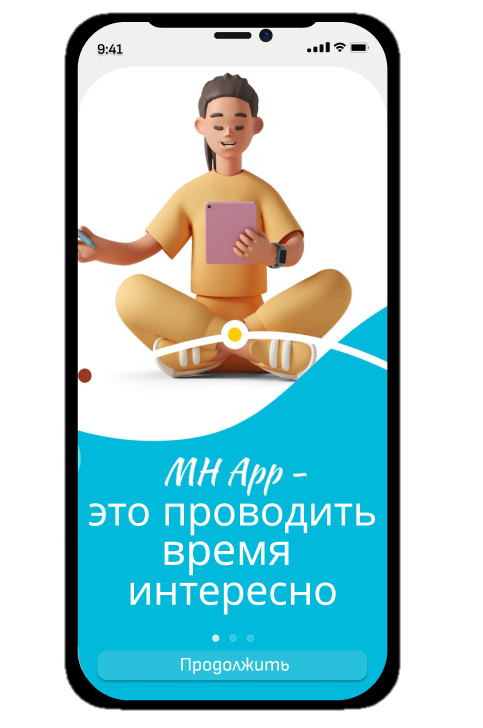 9:41
MH App –
это проводить
время
интересно
Продолжить